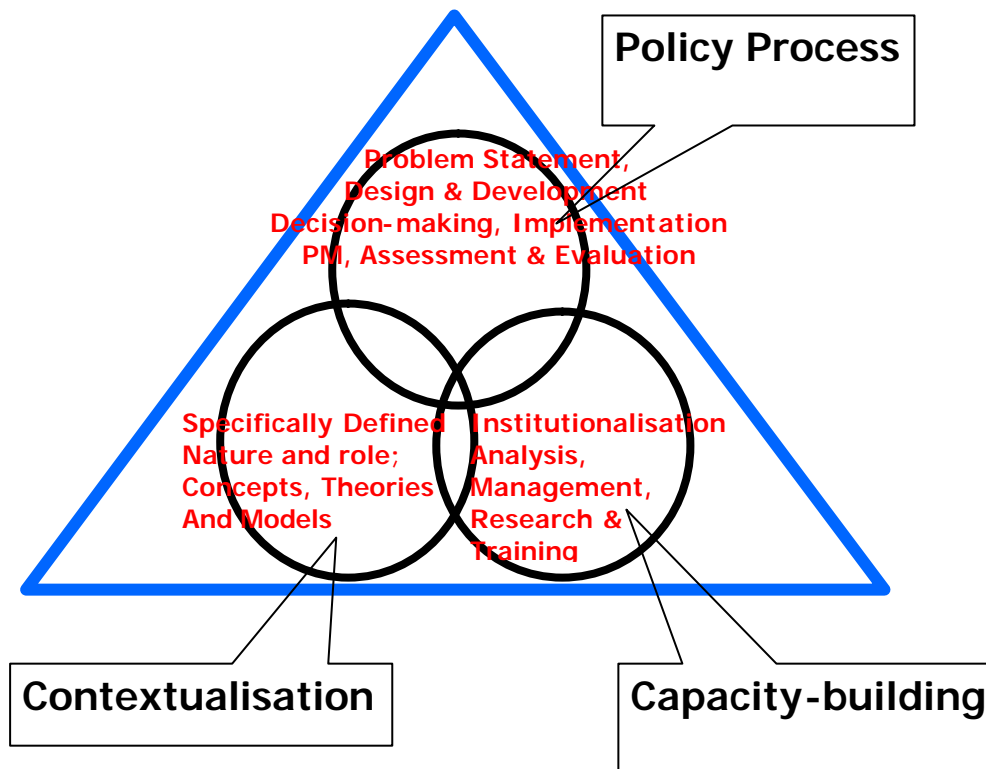 Policy Process
Problem Statement,
Design & Development
Decision-making, Implementation
PM, Assessment & Evaluation
Specifically Defined
Nature and role;
Concepts, Theories
And Models
Institutionalisation
Analysis,
Management,
Research &
Training
Contextualisation
Capacity-building